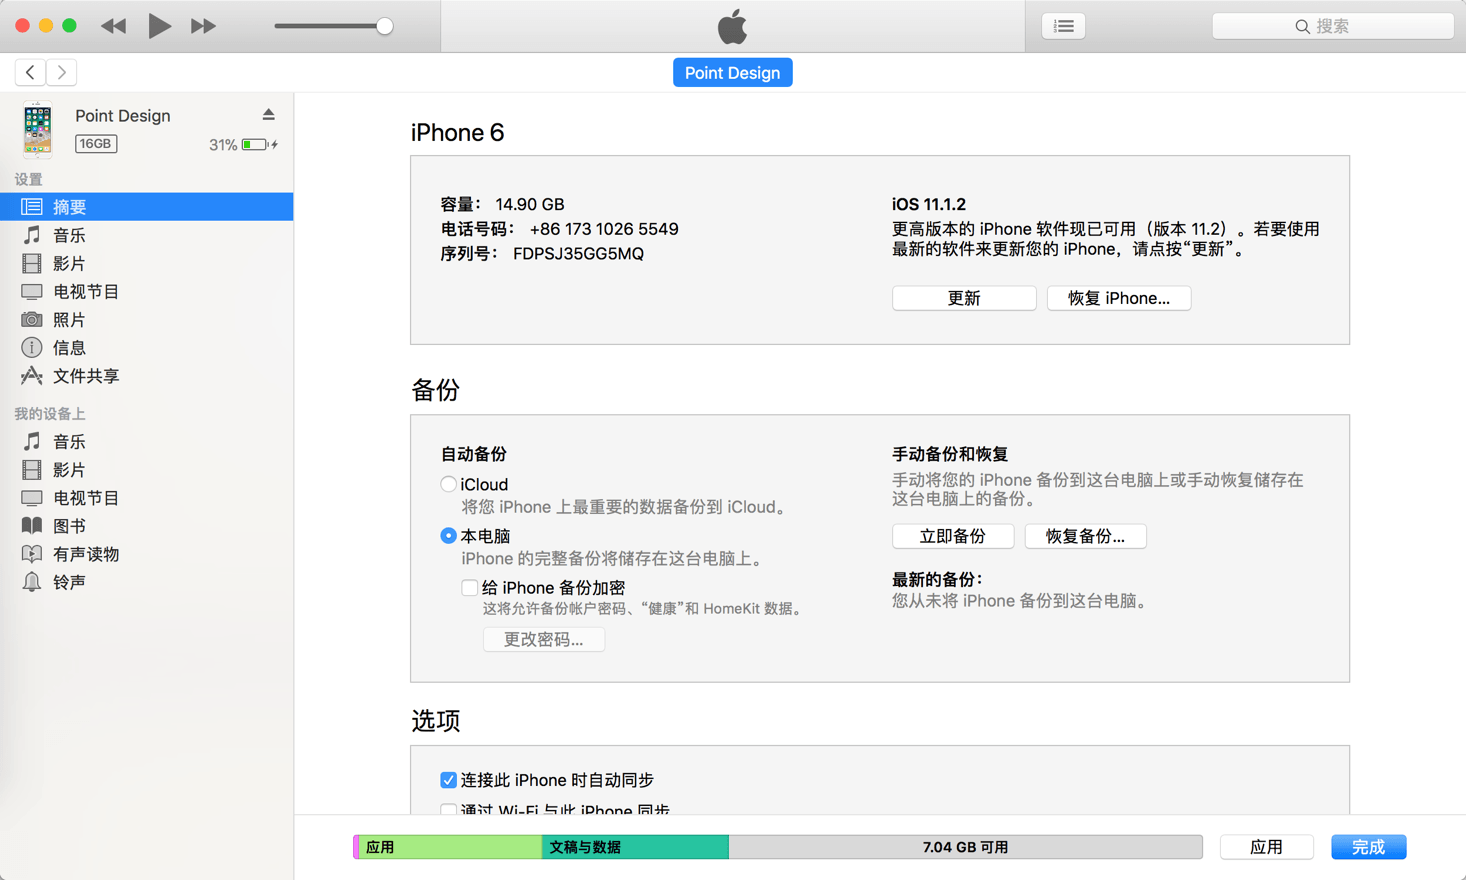 搜索
Point Design
Point Design
16GB
31%
设置
摘要
音乐
影片
电视节目
照片
信息
文件共享
我的设备上
音乐
影片
电视节目
图书
有声读物
铃声
iPhone 6
容量： 14.90 GB
电话号码： +86 173 1026 5549
序列号： FDPSJ35GG5MQ
iOS 11.1.2
更高版本的 iPhone 软件现已可用（版本 11.2）。若要使用
最新的软件来更新您的 iPhone，请点按“更新”。
更新
恢复 iPhone...
备份
自动备份
iCloud
将您 iPhone 上最重要的数据备份到 iCloud。
本电脑
iPhone 的完整备份将储存在这台电脑上。
给 iPhone 备份加密
这将允许备份帐户密码、“健康”和 HomeKit 数据。
更改密码...
手动备份和恢复
手动将您的 iPhone 备份到这台电脑上或手动恢复储存在
这台电脑上的备份。
立即备份
恢复备份...
最新的备份：
您从未将 iPhone 备份到这台电脑。
选项
连接此 iPhone 时自动同步
通过 Wi-Fi 与此 iPhone 同步
应用
文稿与数据
7.04 GB 可用
应用
完成